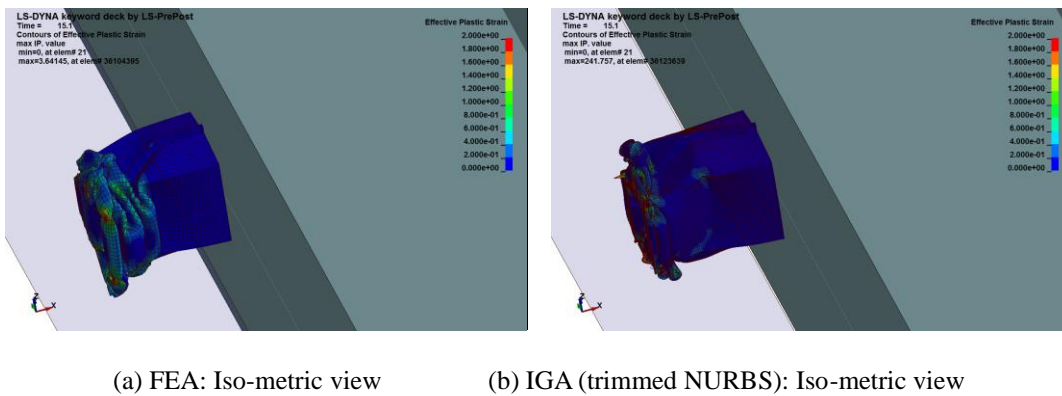 LS-DYNA keyword deck by LS-PrePost
Time = 15.1
Contours of Effective Plastic Strain
max IP. value
min=0, at elem# 21
max=3.64145, at elem# 36104395
Effective Plastic Strain
2.000e+00
1.800e+00
1.600e+00
1.400e+00
1.200e+00
1.000e+00
8.000e-01
6.000e-01
4.000e-01
2.000e-01
0.000e+00
Z
X
LS-DYNA keyword deck by LS-PrePost
Time = 15.1
Contours of Effective Plastic Strain
max IP. value
min=0, at elem# 21
max=241.757, at elem# 36123639
Effective Plastic Strain
2.000e+00
1.800e+00
1.600e+00
1.400e+00
1.200e+00
1.000e+00
8.000e-01
6.000e-01
4.000e-01
2.000e-01
0.000e+00
Z
X
(a) FEA: Iso-metric view
(b) IGA (trimmed NURBS): Iso-metric view